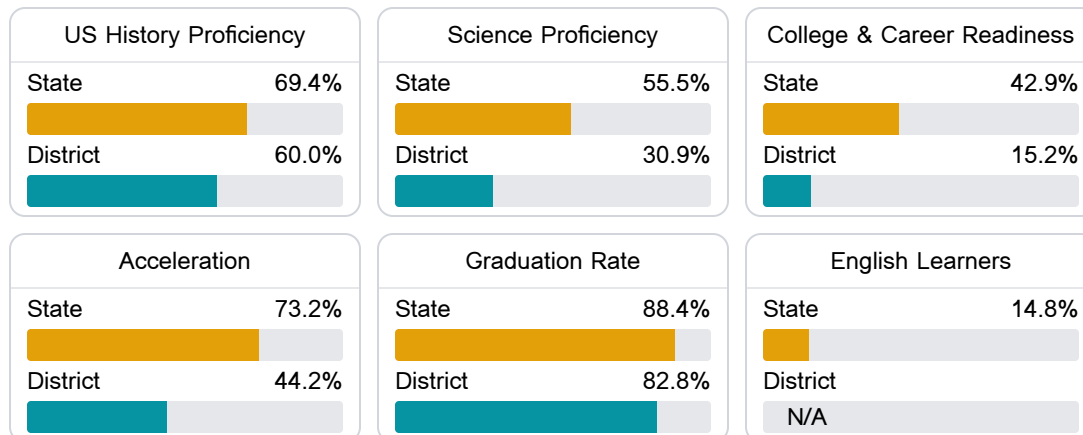 US History Proficiency
State 69.4%
District 60.0%
Science Proficiency
State 55.5%
District 30.9%
College & Career Readiness
State 42.9%
District 15.2%
Acceleration
State 73.2%
District 44.2%
Graduation Rate
State 88.4%
District 82.8%
English Learners
State 14.8%
District
N/A